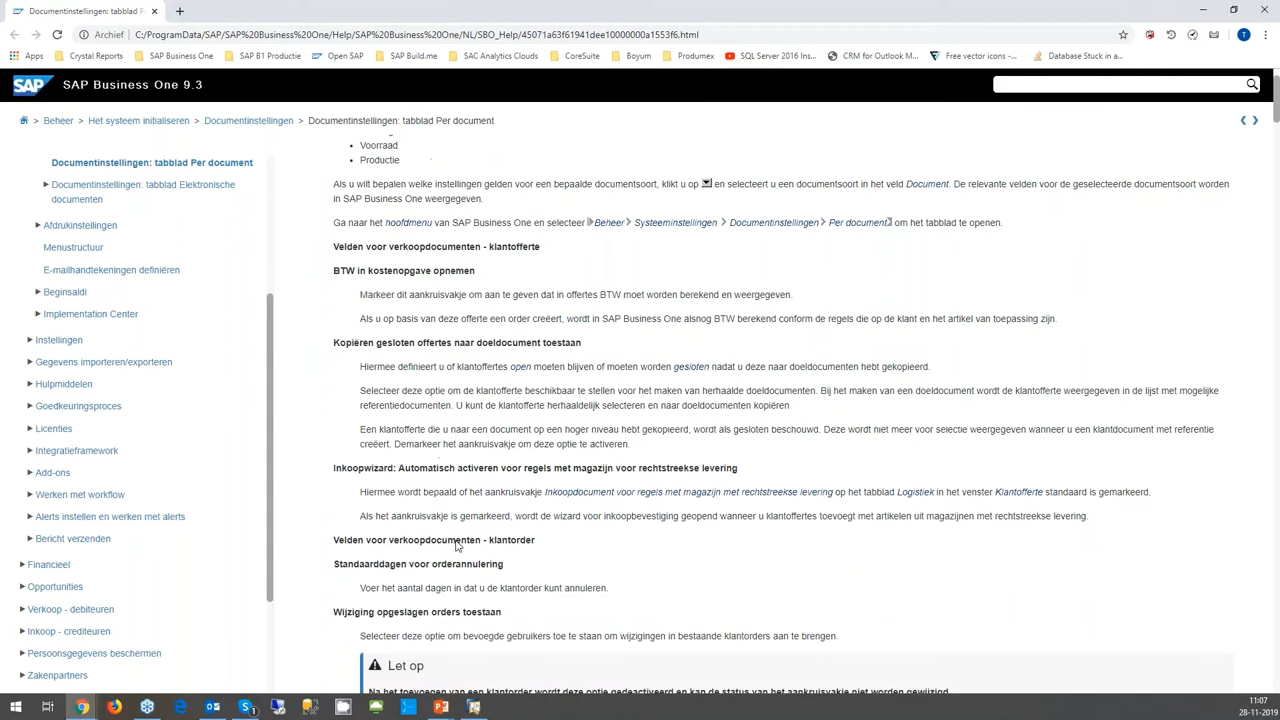 Documentinstellingen: tabblad P
Archief
C:/ProgramData/SAP/SAP%20Business%20One/Help/SAP%20Business%20One/NL/SBO_Help/45071a63f61941dee10000000a1553f6.html
T
Apps
Crystal Reports
SAP Business One
SAP B1 Productie
Open SAP
SAP Build.me
SAC Analytics Clouds
CoreSuite
Boyum
Produmex
SQL Server 2016 Ins...
CRM for Outlook M...
Free vector icons -...
Database Stuck in a...
SAP
SAP Business One 9.3
> Beheer > Het systeem initialiseren > Documentinstellingen > Documentinstellingen: tabblad Per document
Documentinstellingen: tabblad Per document
Documentinstellingen: tabblad Elektronische
documenten
Afdrukinstellingen
Menustructuur
E-mailhandtekeningen definiëren
Beginsaldi
Implementation Center
Instellingen
Gegevens importeren/exporteren
Hulpmiddelen
Goedkeuringsproces
Licenties
Integratieframework
Add-ons
Werken met workflow
Alerts instellen en werken met alerts
Bericht verzenden
Financieel
Opportunities
Verkoop - debiteuren
Inkoop - crediteuren
Persoonsgegevens beschermen
Zakenpartners
• Voorraad
• Productie
Als u wilt bepalen welke instellingen gelden voor een bepaalde documentsoort, klikt u op en selecteert u een documentsoort in het veld Document. De relevante velden voor de geselecteerde documentsoort worden
in SAP Business One weergegeven.
Ga naar het hoofdmenu van SAP Business One en selecteer Beheer > Systeeminstellingen > Documentinstellingen > Per document om het tabblad te openen.
Velden voor verkoopdocumenten - klantofferte
BTW in kostenopgave opnemen
Markeer dit aankruisvakje om aan te geven dat in offertes BTW moet worden berekend en weergegeven.
Als u op basis van deze offerte een order creëert, wordt in SAP Business One alsnog BTW berekend conform de regels die op de klant en het artikel van toepassing zijn.
Kopiëren gesloten offertes naar doeldocument toestaan
Hiermee definieert u of klantoffertes open moeten blijven of moeten worden gesloten nadat u deze naar doeldocumenten hebt gekopieerd.
Selecteer deze optie om de klantofferte beschikbaar te stellen voor het maken van herhaalde doeldocumenten. Bij het maken van een doeldocument wordt de klantofferte weergegeven in de lijst met mogelijke
referentiedocumenten. U kunt de klantofferte herhaaldelijk selecteren en naar doeldocumenten kopiëren
Een klantofferte die u naar een document op een hoger niveau hebt gekopieerd, wordt als gesloten beschouwd. Deze wordt niet meer voor selectie weergegeven wanneer u een klantdocument met referentie
creëert. Demarkeer het aankruisvakje om deze optie te activeren.
Inkoopwizard: Automatisch activeren voor regels met magazijn voor rechtstreekse levering
Hiermee wordt bepaald of het aankruisvakje Inkoopdocument voor regels met magazijn met rechtstreekse levering op het tabblad Logistiek in het venster Klantofferte standaard is gemarkeerd.
Als het aankruisvakje is gemarkeerd, wordt de wizard voor inkoopbevestiging geopend wanneer u klantoffertes toevoegt met artikelen uit magazijnen met rechtstreekse levering.
Velden voor verkoopdocumenten - klantorder
Standaarddagen voor orderannulering
Voer het aantal dagen in dat u de klantorder kunt annuleren.
Wijziging opgeslagen orders toestaan
Selecteer deze optie om bevoegde gebruikers toe te staan om wijzigingen in bestaande klantorders aan te brengen.
Let op
Na het toevoegen van een klantorder wordt deze optie gedeactiveerd en kan de status van het aankruisvakje niet worden gewijzigd
11:07
28-11-2019